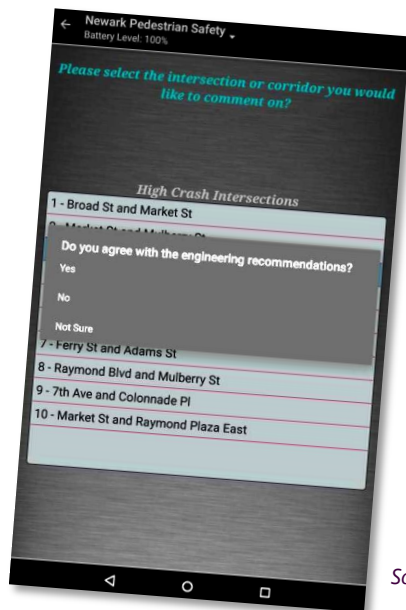 Newark Pedestrian Safety
Battery Level: 100%
Please select the intersection or corridor you would
like to comment on?
High Crash Intersections
1 - Broad St and Market St
Do you agree with the engineering recommendations?
Yes
No
Not Sure
7 - Ferry St and Adams St
8 - Raymond Blvd and Mulberry St
9 - 7th Ave and Colonnade Pl
10 - Market St and Raymond Plaza East